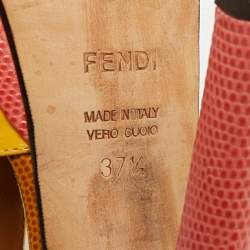 FENDI
MADE IN ITALY
VERO CUOIO
37½